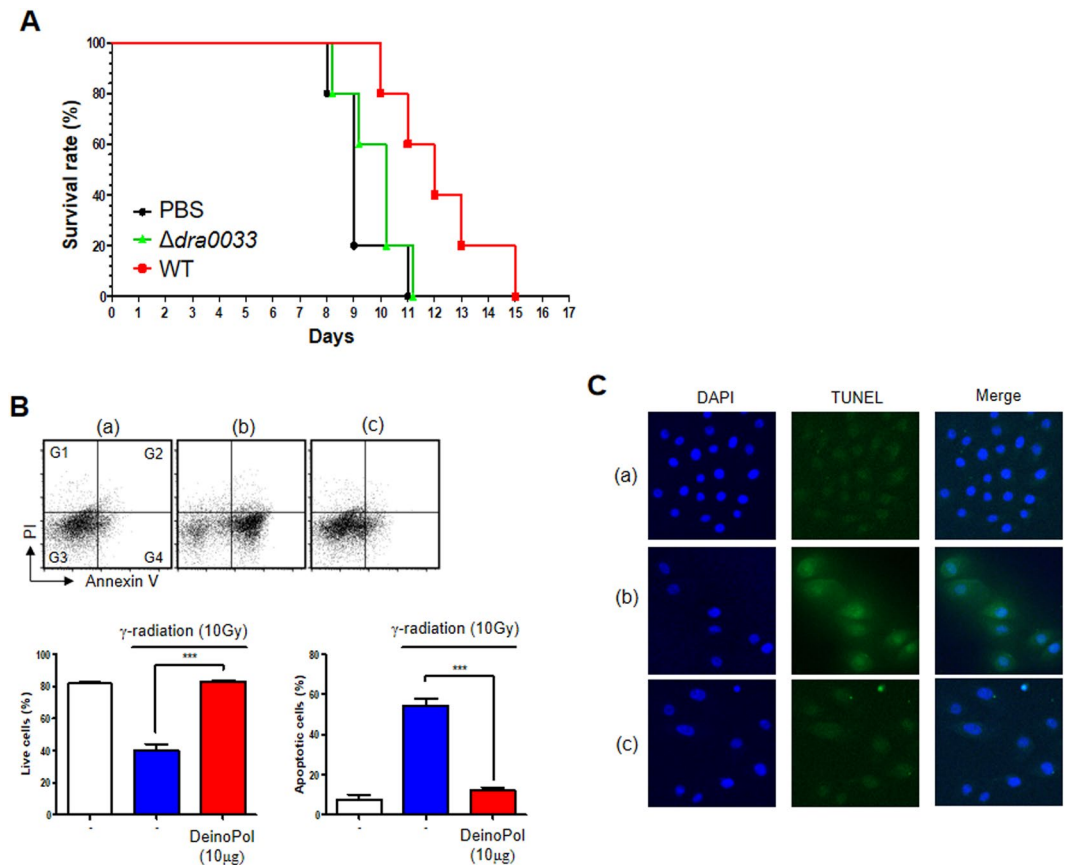 A
Survival rate (%)
100
80
60
40
20
0
PBS
Δdra0033
WT
0 1 2 3 4 5 6 7 8 9 10 11 12 13 14 15 16 17
Days
B
(a) (b) (c)
G1 G2
G3 G4
PI
Annexin V
γ-radiation (10Gy)
***
Live cells (%)
100
80
60
40
20
0
- - DeinoPol
(10μg)
γ-radiation (10Gy)
***
Apoptotic cells (%)
80
60
40
20
0
- - DeinoPol
(10μg)
C
DAPI TUNEL Merge
(a)
(b)
(c)